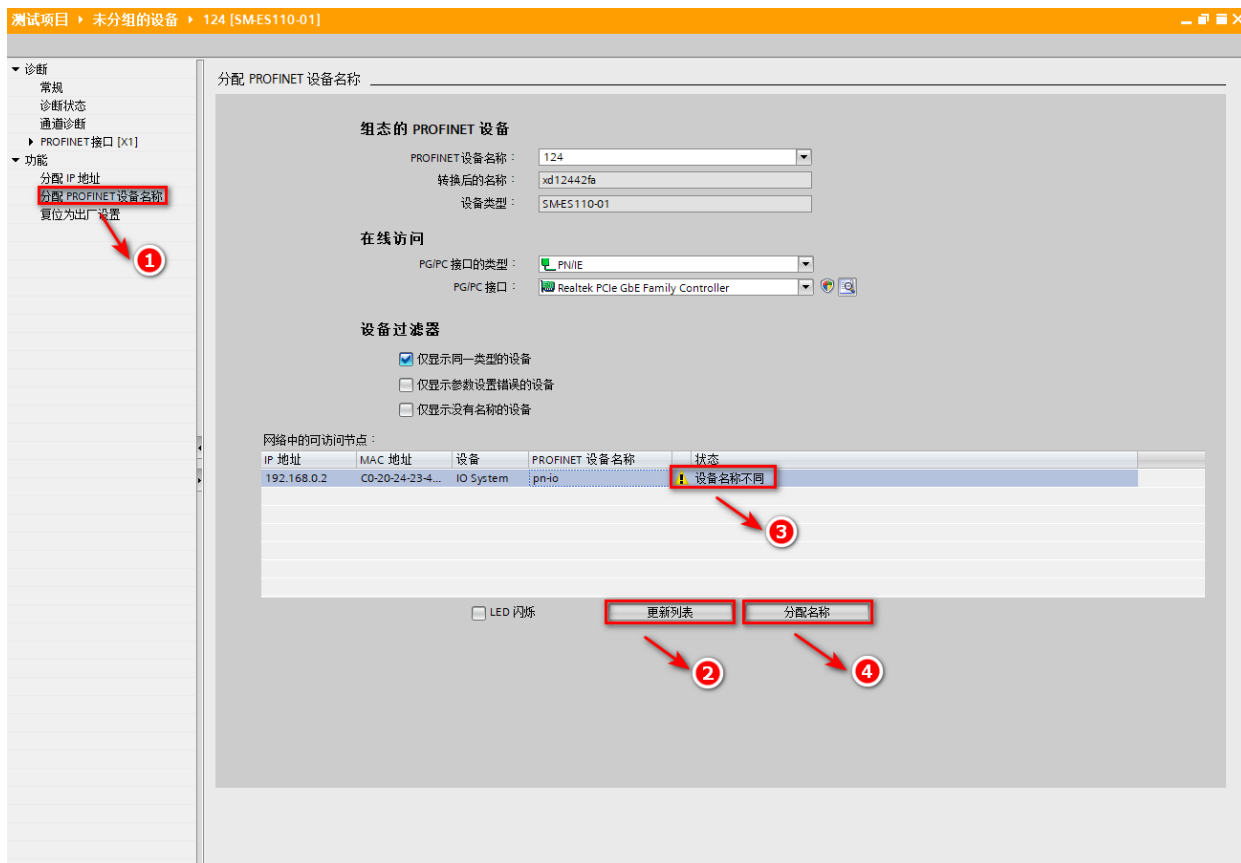 测试项目 ▸ 未分组的设备 ▸ 124 [SM-ES110-01]
诊断
常规
诊断状态
通道诊断
PROFINET接口 [X1]
功能
分配 IP 地址
分配 PROFINET设备名称
复位为出厂设置
1
分配 PROFINET 设备名称
组态的 PROFINET 设备
PROFINET设备名称： 124
转换后的名称： xd12442fa
设备类型： SM-ES110-01
在线访问
PG/PC 接口的类型： PN/IE
PG/PC 接口： Realtek PCIe GbE Family Controller
设备过滤器
仅显示同一类型的设备
仅显示参数设置错误的设备
仅显示没有名称的设备
网络中的可访问节点：
IP 地址 MAC 地址 设备 PROFINET 设备名称 状态
192.168.0.2 C0-20-24-23-4... IO System pn-io 设备名称不同
3
LED 闪烁 更新列表 分配名称
2 4